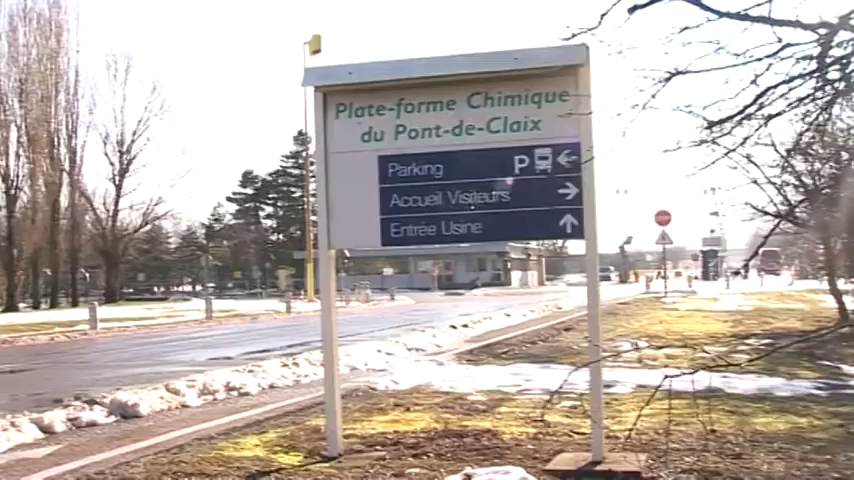 Plate-forme Chimique
du Pont-de-Claix
Parking P
Accueil Visiteurs
Entrée Usine